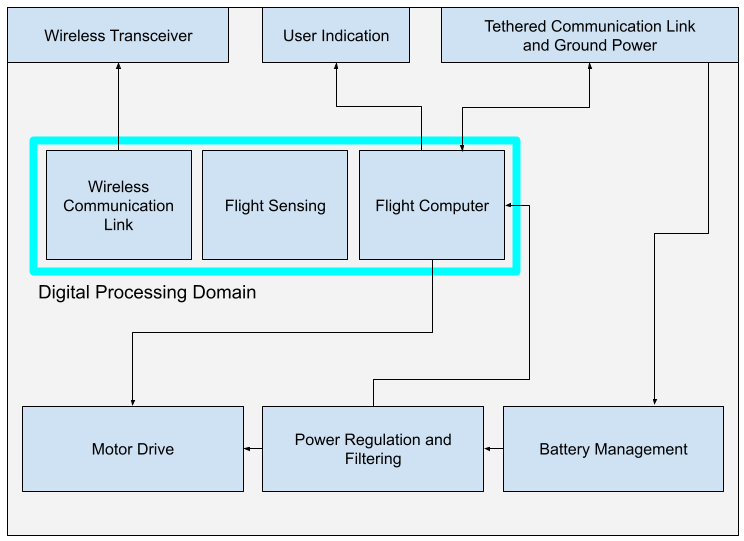 Wireless Transceiver
User Indication
Tethered Communication Link
and Ground Power
Wireless
Communication
Link
Flight Sensing
Flight Computer
Digital Processing Domain
Motor Drive
Power Regulation and
Filtering
Battery Management